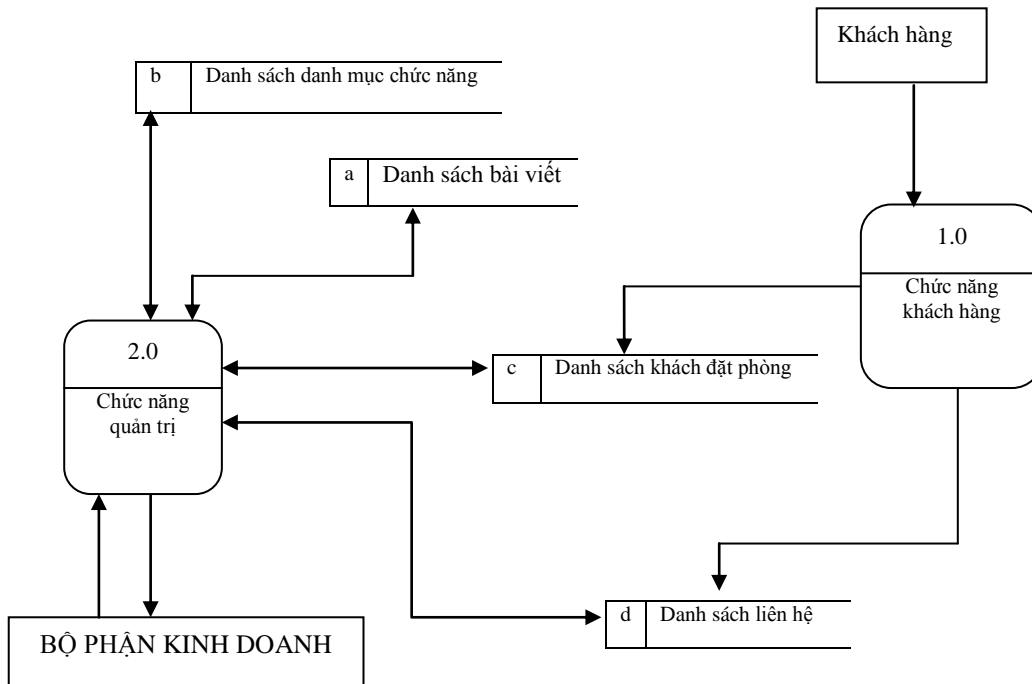 Khách hàng
b Danh sách danh mục chức năng
a Danh sách bài viết
1.0
Chức năng
khách hàng
2.0
Chức năng
quản trị
c Danh sách khách đặt phòng
d Danh sách liên hệ
BỘ PHẬN KINH DOANH